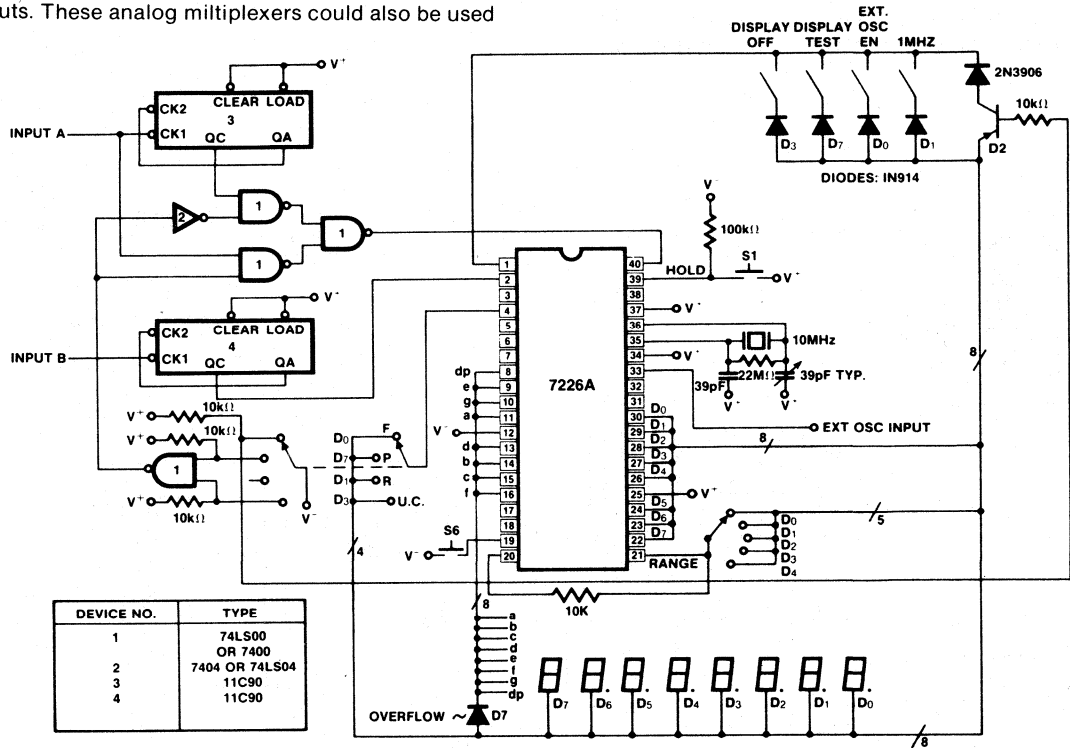 uts. These analog miltiplexers could also be used
DISPLAY OFF
DISPLAY TEST
EXT. OSC EN
1MHZ
2N3906
10kΩ
D2
D3
D7
D0
D1
DIODES: IN914
V+
CLEAR LOAD
CK2
3
CK1
QC
QA
INPUT A
2
1
1
1
V-
CLEAR LOAD
CK2
4
CK1
QC
QA
INPUT B
V-
100kΩ
HOLD
S1
V+
V-
10MHz
V-
22MΩ
39pF
39pF TYP.
V-
V-
EXT OSC INPUT
7226A
1
2
3
4
5
6
7
8
9
10
11
12
13
14
15
16
17
18
19
20
40
39
38
37
36
35
34
33
32
31
30
29
28
27
26
25
24
23
22
21
dp
e
g
a
V-
d
b
c
f
D0
D1
D2
D3
D4
V+
D5
D6
D7
8
8
5
RANGE
D0
D1
D2
D3
D4
10kΩ
V+
10kΩ
V+
1
V+
10kΩ
V-
D0
F
D7
P
D1
R
D3
U.C.
4
S6
V-
10K
8
a
b
c
d
e
f
g
dp
OVERFLOW ~ D7
D7
D6
D5
D4
D3
D2
D1
D0
8
DEVICE NO. TYPE
1 74LS00
OR 7400
2 7404 OR 74LS04
3 11C90
4 11C90